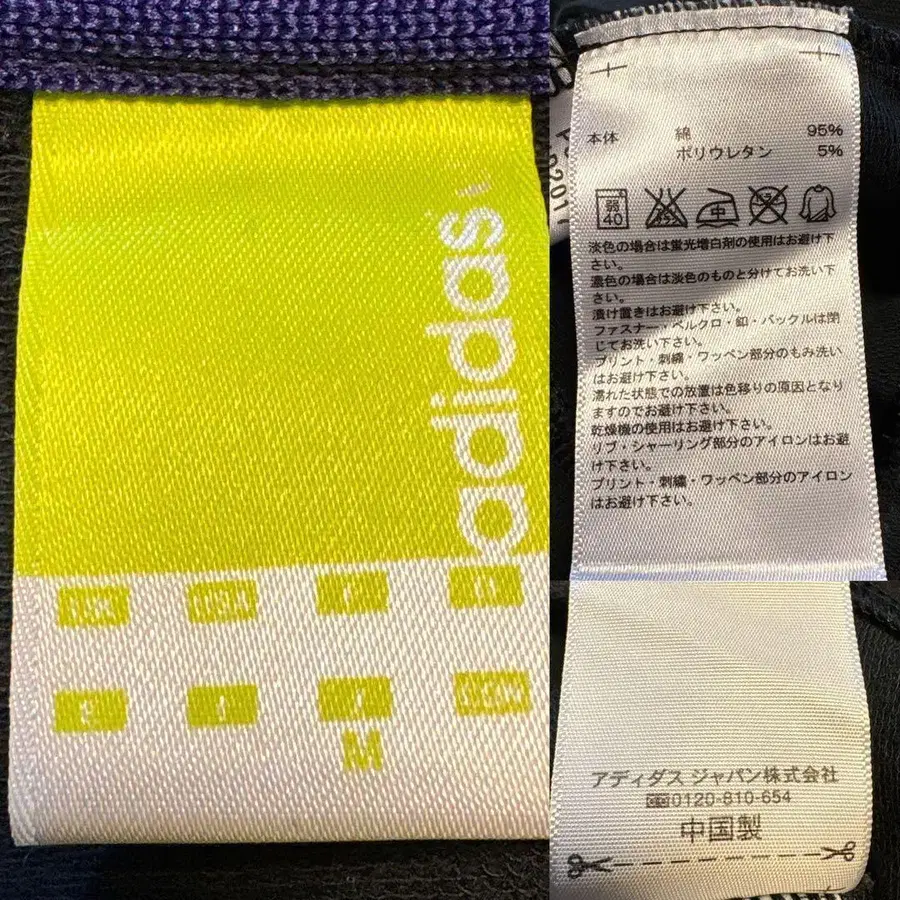 adidas
UK USA F D
E I J
M
本体 綿 95%
ポリウレタン 5%
弱
40
中
淡色の場合は蛍光増白剤の使用はお避け下
さい。
濃色の場合は淡色のものと分けてお洗い下
さい。
漬け置きはお避け下さい。
ファスナー・ベルクロ・釦・バックルは閉
じてお洗い下さい。
プリント・刺繍・ワッペン部分のもみ洗い
はお避け下さい。
濡れた状態での放置は色移りの原因となり
ますのでお避け下さい。
乾燥機の使用はお避け下さい。
リブ・シャーリング部分のアイロンはお避
け下さい。
プリント・刺繍・ワッペン部分のアイロン
はお避け下さい。
アディダス ジャパン株式会社
0120-810-654
中国製